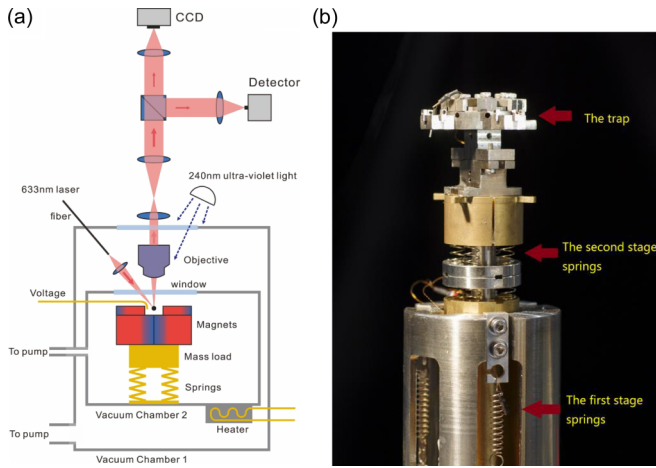 (a)
CCD
Detector
240nm ultra-violet light
633nm laser
fiber
Objective
window
Voltage
Magnets
To pump
Mass load
Springs
Vacuum Chamber 2
Heater
To pump
Vacuum Chamber 1
(b)
The trap
The second stage
springs
The first stage
springs